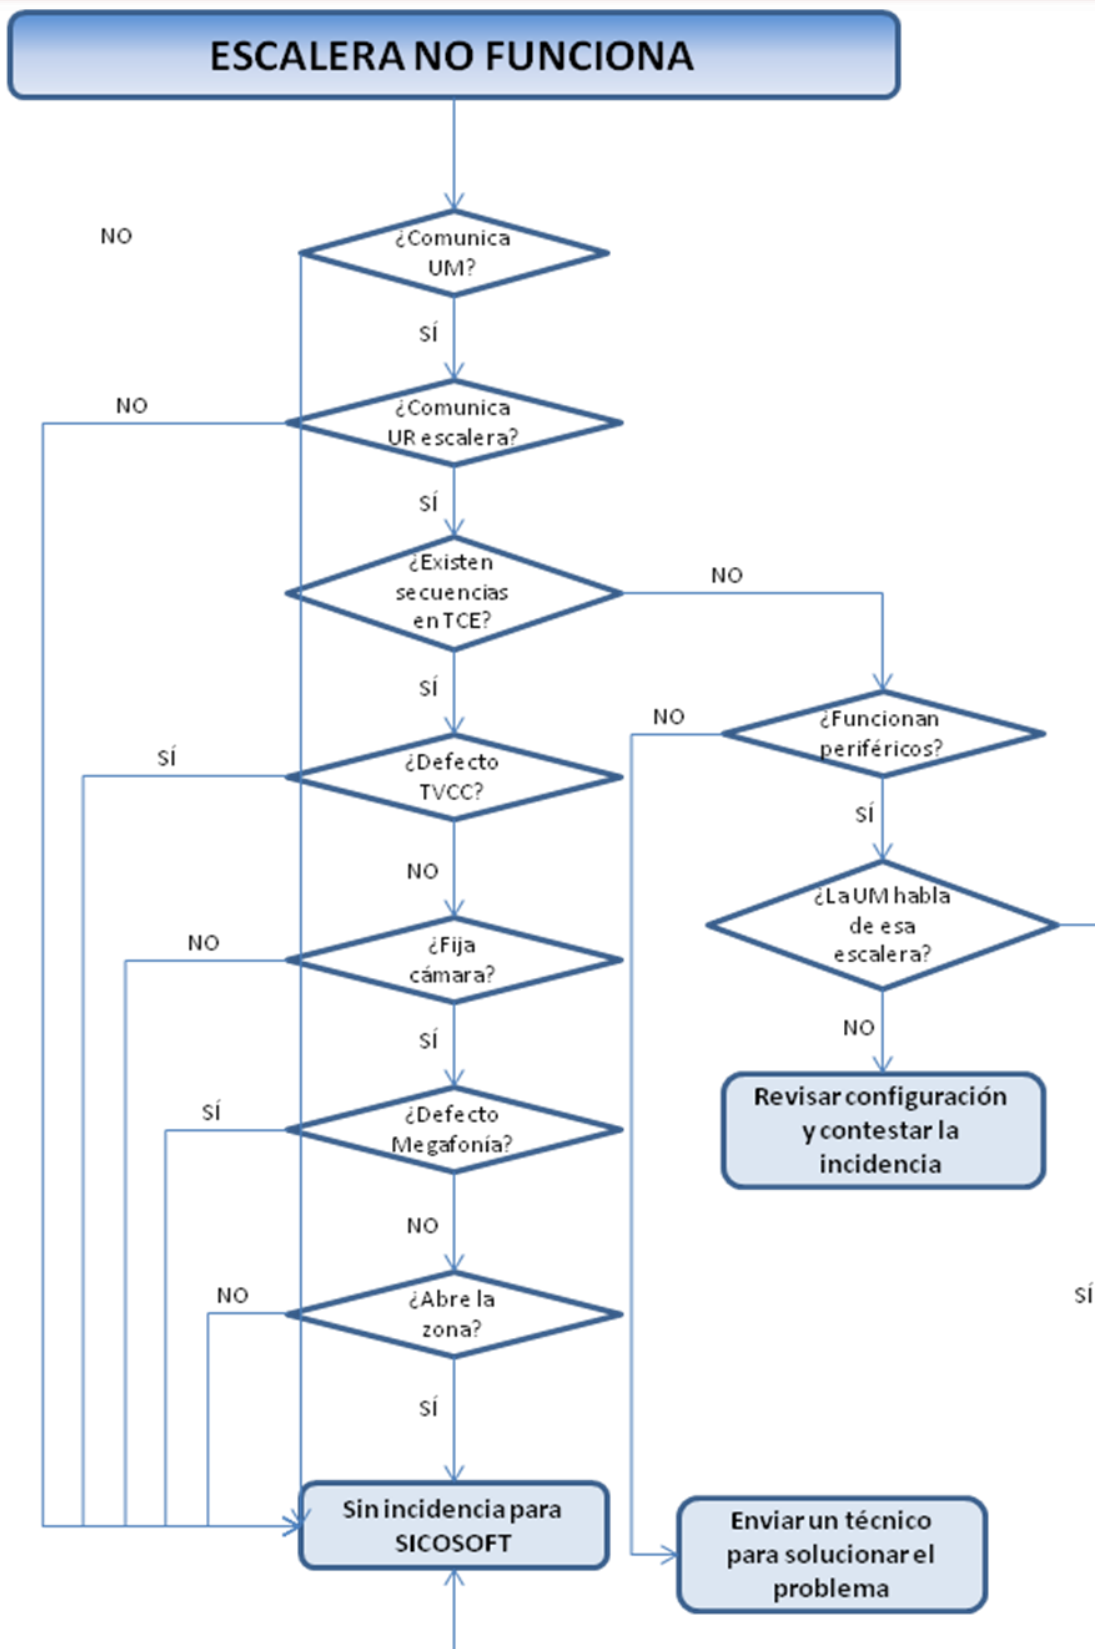 ESCALERA NO FUNCIONA
NO
¿Comunica
UM?
SÍ
NO
¿Comunica
UR escalera?
SÍ
¿Existen
secuencias
en TCE?
NO
SÍ
NO
¿Funcionan
periféricos?
SÍ
¿Defecto
TVCC?
SÍ
NO
¿La UM habla
de esa
escalera?
NO
¿Fija
cámara?
NO
SÍ
Revisar configuración
y contestar la
incidencia
SÍ
¿Defecto
Megafonía?
NO
NO
¿Abre la
zona?
SÍ
SÍ
Sin incidencia para
SICOSOFT
Enviar un técnico
para solucionar el
problema